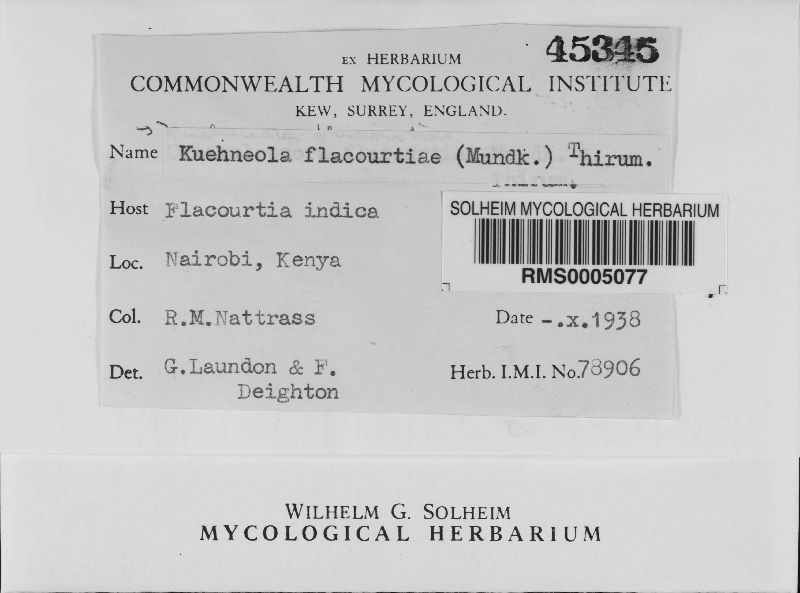 45345
EX HERBARIUM
COMMONWEALTH MYCOLOGICAL INSTITUTE
KEW, SURREY, ENGLAND.
Name Kuehneola flacourtiae (Mundk.) Thirum.
Host Flacourtia indica
SOLHEIM MYCOLOGICAL HERBARIUM
RMS0005077
Loc. Nairobi, Kenya
Col. R.M.Nattrass Date -.x.1938
Det. G.Laundon & F. Deighton
Herb. I.M.I. No.78906
WILHELM G. SOLHEIM
MYCOLOGICAL HERBARIUM